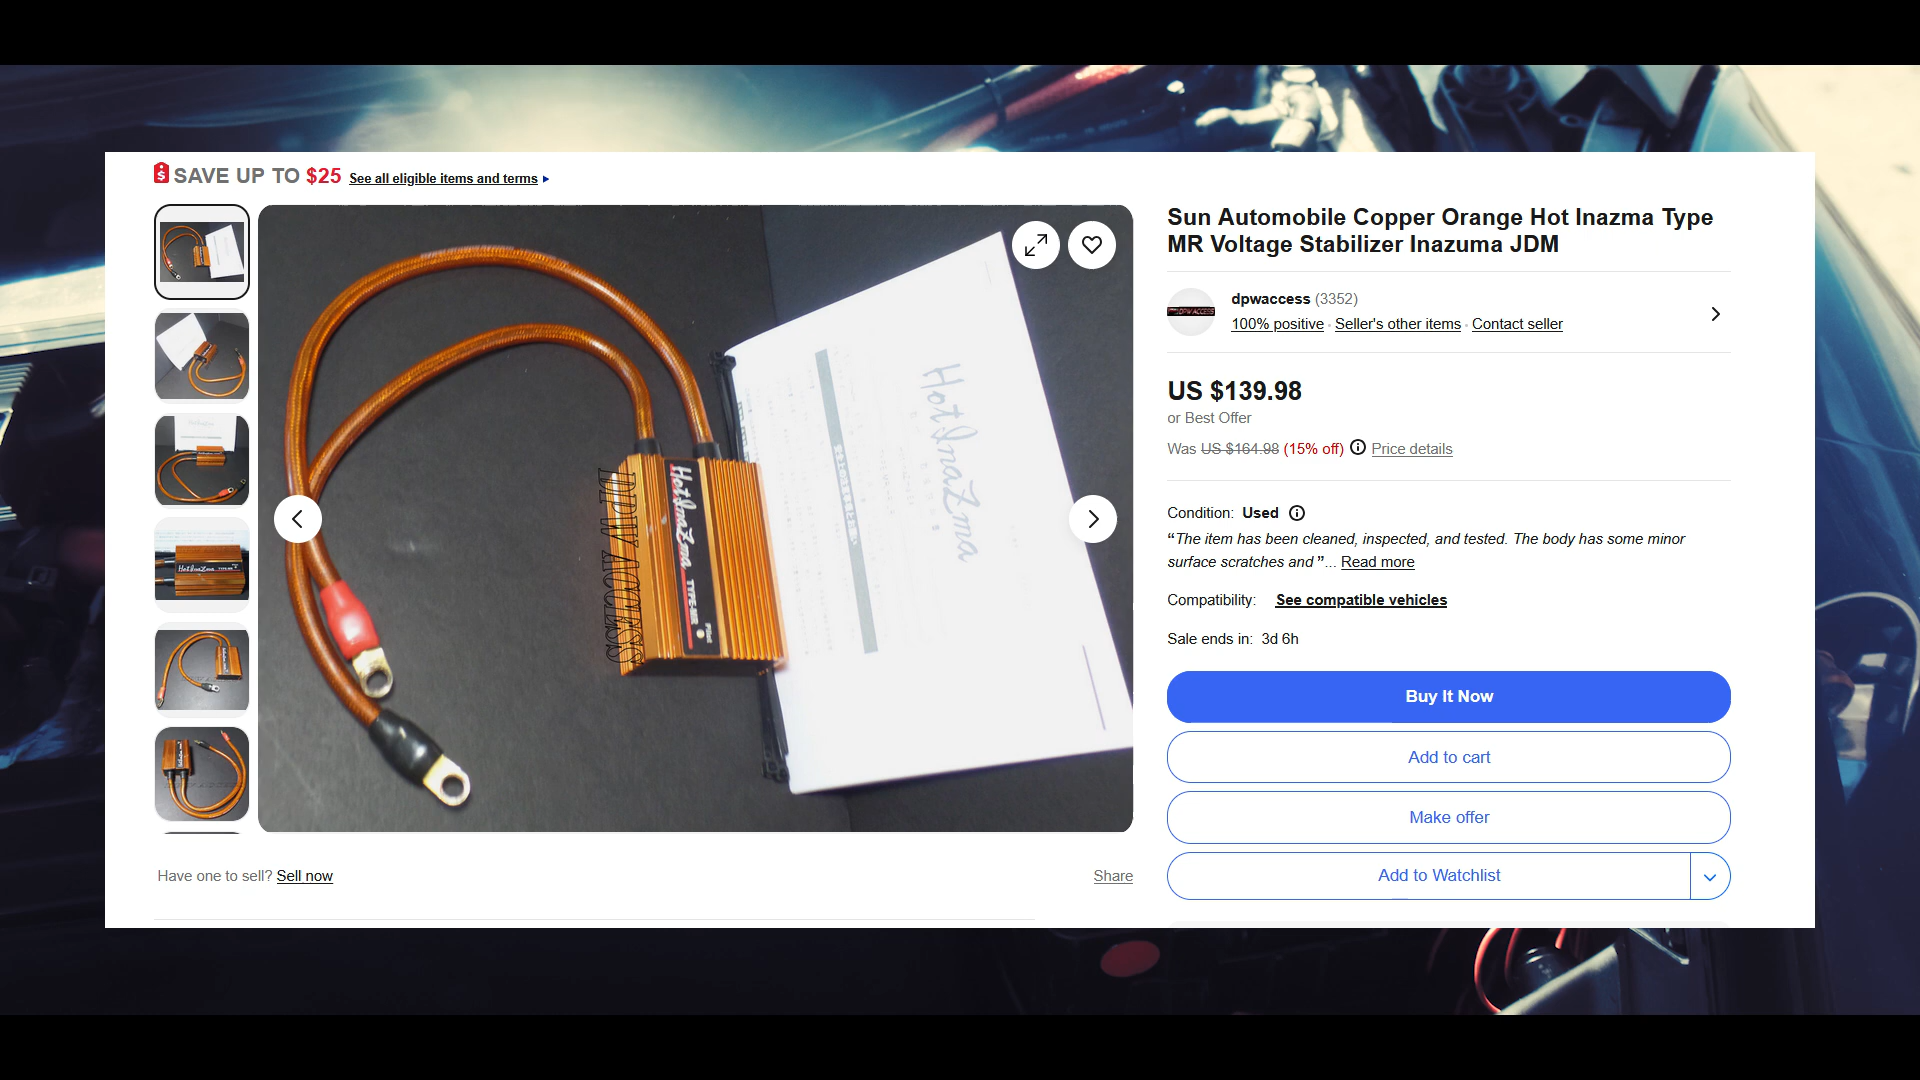 SAVE UP TO $25 See all eligible items and terms
Sun Automobile Copper Orange Hot Inazma Type
MR Voltage Stabilizer Inazuma JDM
DPW ACCESS
dpwaccess (3352)
100% positive · Seller's other items · Contact seller
US $139.98
or Best Offer
Was US $164.98 (15% off) Price details
Condition: Used
“The item has been cleaned, inspected, and tested. The body has some minor
surface scratches and ”... Read more
Compatibility: See compatible vehicles
Sale ends in: 3d 6h
Buy It Now
Add to cart
Make offer
Add to Watchlist
HotInaZma
HotInaZma TYPE-MR
Pilot
DPW ACCESS
Have one to sell? Sell now
Share